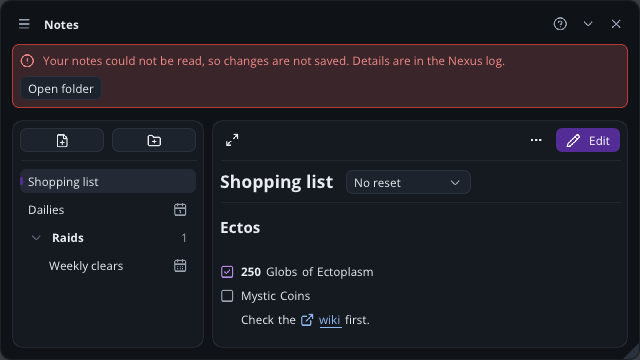 Notes
Your notes could not be read, so changes are not saved. Details are in the Nexus log.
Open folder
Edit
Shopping list
Dailies
Raids 1
Weekly clears
Shopping list No reset
Ectos
250 Globs of Ectoplasm
Mystic Coins
Check the wiki first.